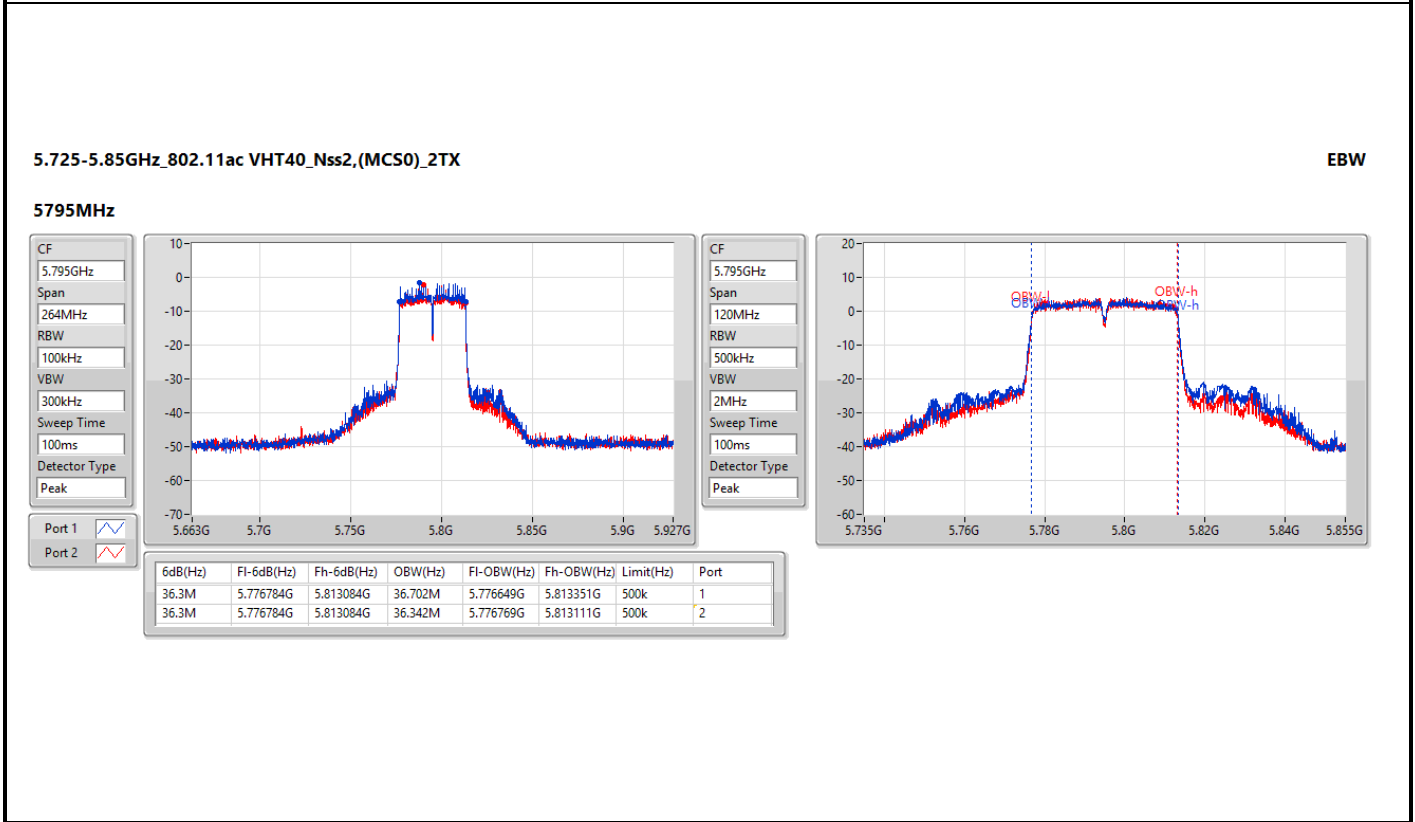 5.725-5.85GHz_802.11ac VHT40_Nss2,(MCS0)_2TX EBW
5795MHz
CF
5.795GHz
Span
264MHz
RBW
100kHz
VBW
300kHz
Sweep Time
100ms
Detector Type
Peak
Port 1
Port 2
10
0
-10
-20
-30
-40
-50
-60
-70
5.663G 5.7G 5.75G 5.8G 5.85G 5.9G 5.927G
CF
5.795GHz
Span
120MHz
RBW
500kHz
VBW
2MHz
Sweep Time
100ms
Detector Type
Peak
20
10
0
-10
-20
-30
-40
-50
-60
OBW-l OBW-h
OBW-h
5.735G 5.76G 5.78G 5.8G 5.82G 5.84G 5.855G
6dB(Hz) Fl-6dB(Hz) Fh-6dB(Hz) OBW(Hz) Fl-OBW(Hz) Fh-OBW(Hz) Limit(Hz) Port
36.3M 5.776784G 5.813084G 36.702M 5.776649G 5.813351G 500k 1
36.3M 5.776784G 5.813084G 36.342M 5.776769G 5.813111G 500k 2